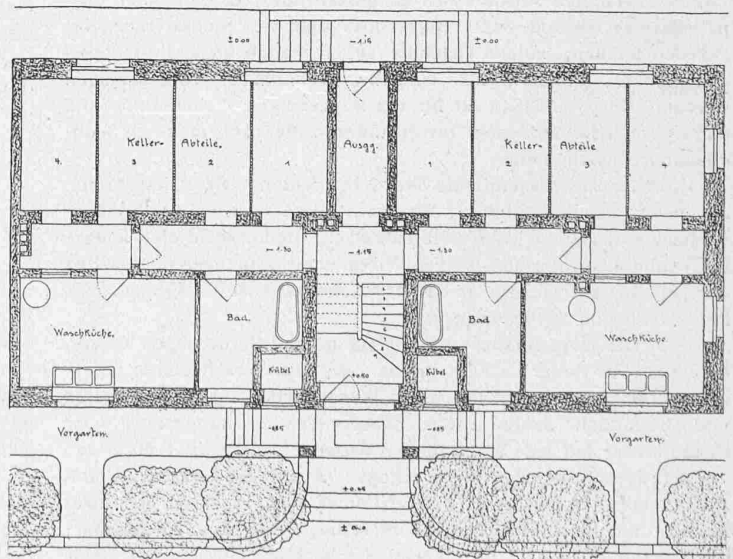 ±0.00 -1.15 ±0.00
4. Keller- 3 Abteile. 2 1 Ausgg. 1 Keller- 2 Abteile 3 4
-1.30 -1.15 -1.30
Waschküche. Bad. Bad Waschküche.
Kübel Kübel
Vorgarten. Vorgarten.